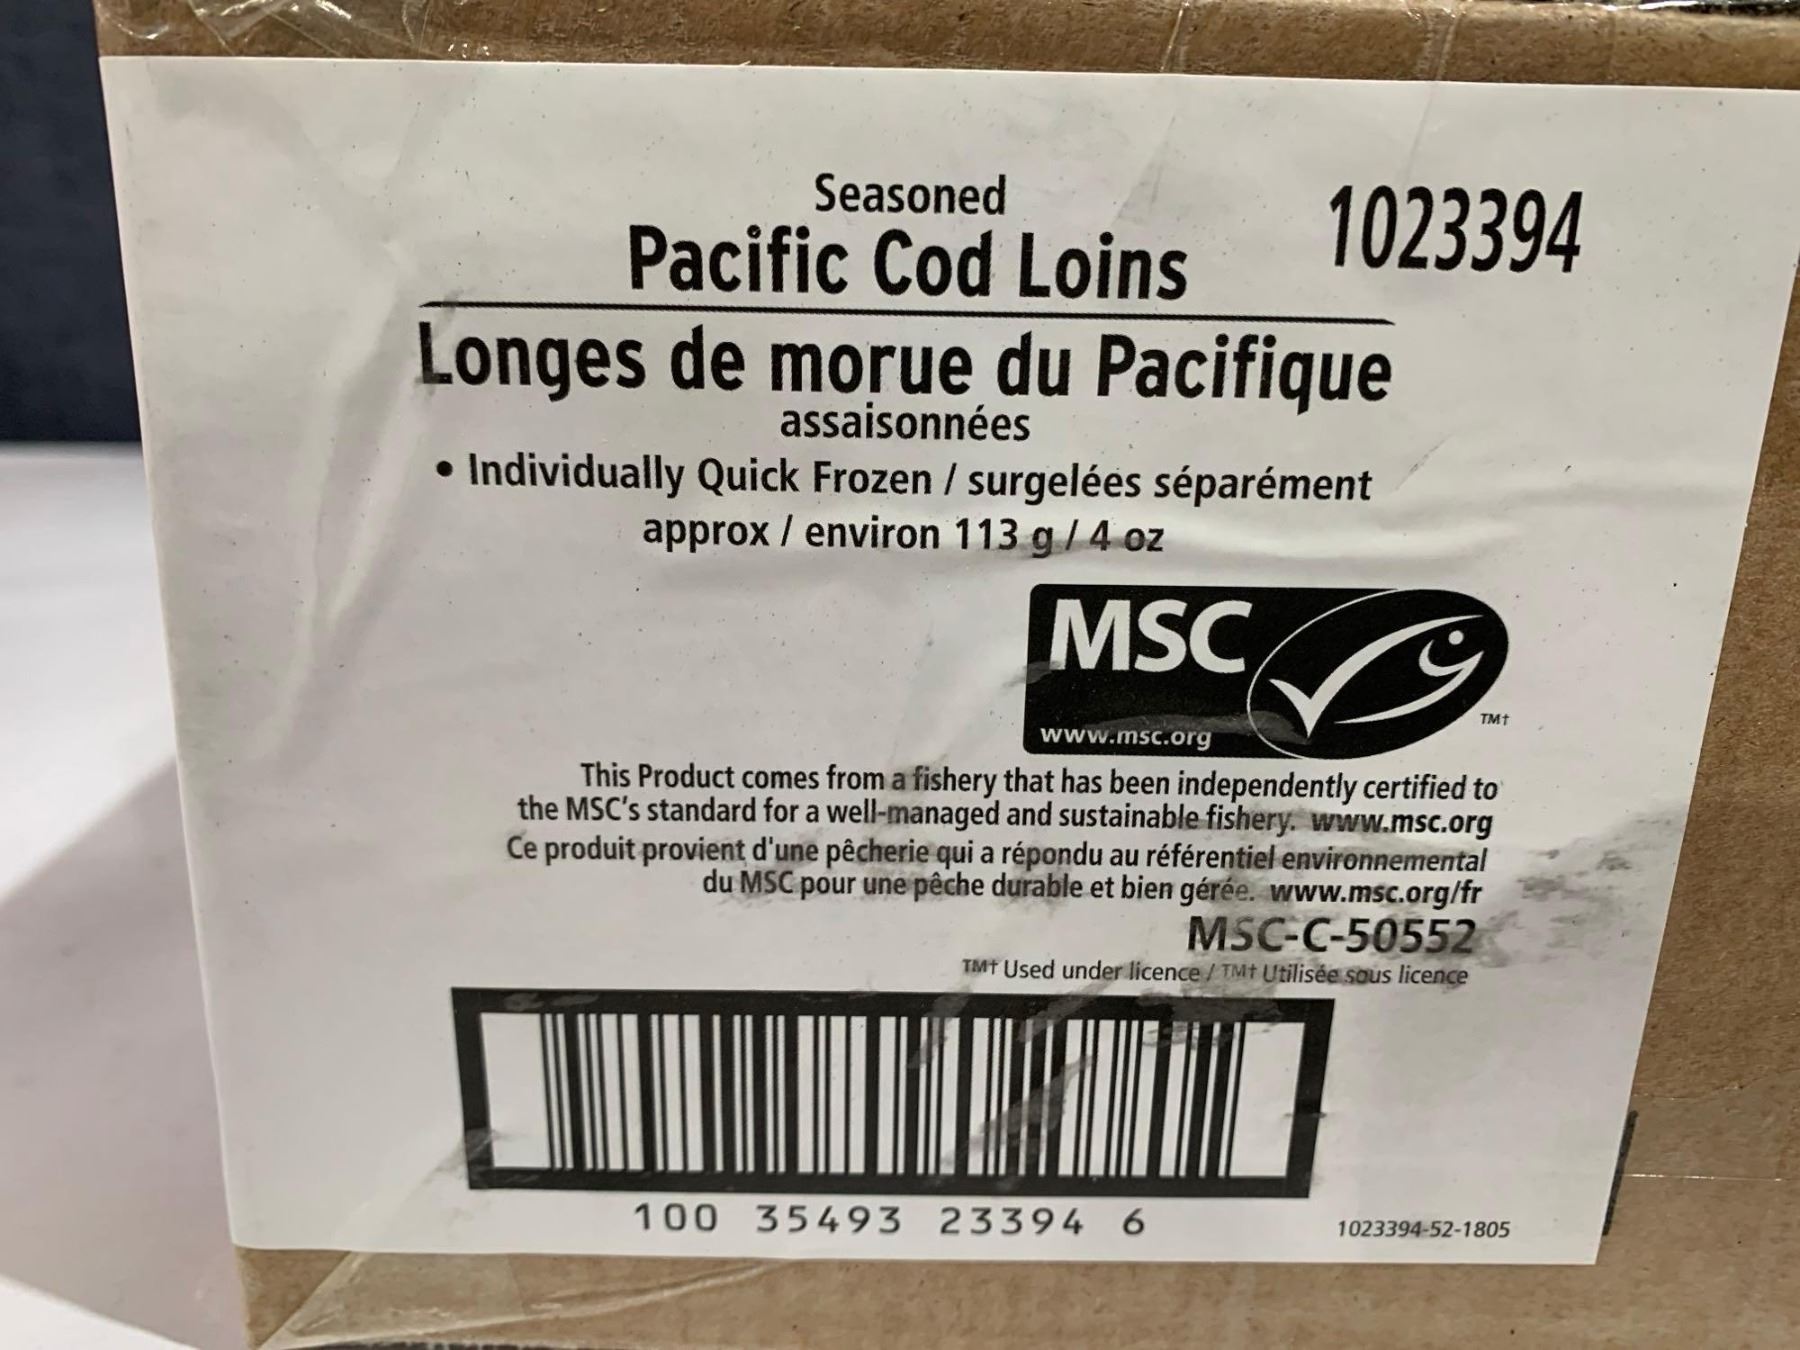 Seasoned
Pacific Cod Loins
1023394
Longes de morue du Pacifique
assaisonnées
• Individually Quick Frozen / surgelées séparément
approx / environ 113 g / 4 oz
MSC
www.msc.org
TM†
This Product comes from a fishery that has been independently certified to
the MSC's standard for a well-managed and sustainable fishery. www.msc.org
Ce produit provient d'une pêcherie qui a répondu au référentiel environnemental
du MSC pour une pêche durable et bien gérée. www.msc.org/fr
MSC-C-50552
TM† Used under licence / TM† Utilisée sous licence
100 35493 23394 6
1023394-52-1805